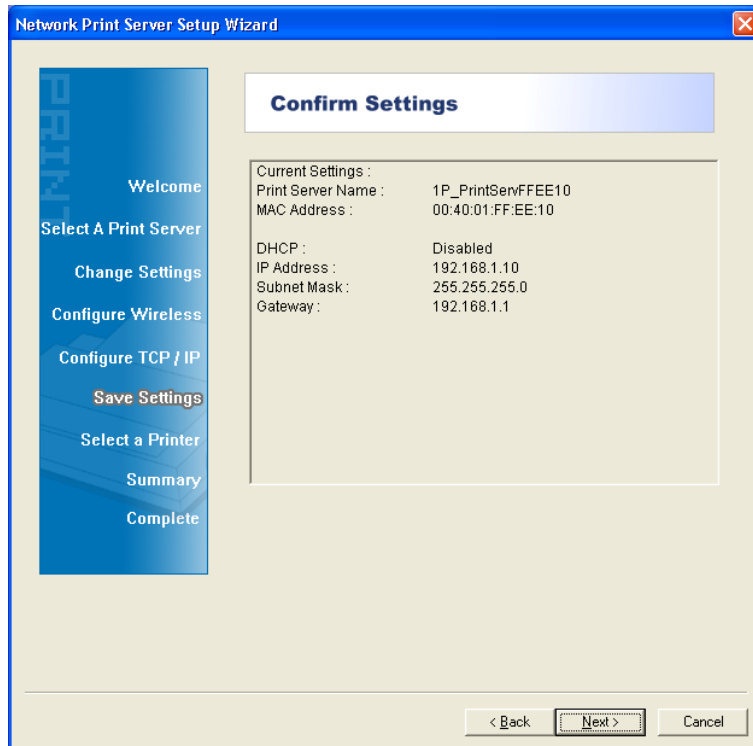 Network Print Server Setup Wizard
PRINT
Welcome
Select A Print Server
Change Settings
Configure Wireless
Configure TCP / IP
Save Settings
Select a Printer
Summary
Complete
Confirm Settings
Current Settings :
Print Server Name : 1P_PrintServFFEE10
MAC Address : 00:40:01:FF:EE:10
DHCP : Disabled
IP Address : 192.168.1.10
Subnet Mask : 255.255.255.0
Gateway : 192.168.1.1
< Back Next > Cancel